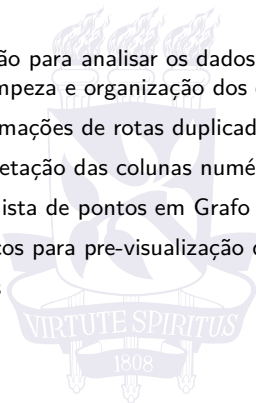 ão para analisar os dados
mpeza e organização dos
mações de rotas duplicad
etação das colunas numé
ista de pontos em Grafo
os para pre-visualização
VIRTUTE SPIRITUS
1808